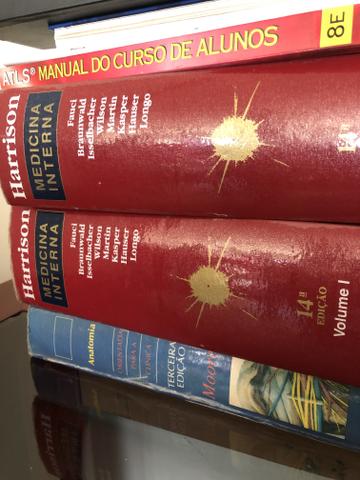 ATLS® MANUAL DO CURSO DE ALUNOS
8E
Harrison
MEDICINA
INTERNA
Fauci
Braunwald
Isselbacher
Wilson
Martin
Kasper
Hauser
Longo
Harrison
MEDICINA
INTERNA
Fauci
Braunwald
Isselbacher
Wilson
Martin
Kasper
Hauser
Longo
14ª
EDIÇÃO
Volume I
Anatomia
ORIENTADA
PARA A
CLÍNICA
TERCEIRA
EDIÇÃO
Moore